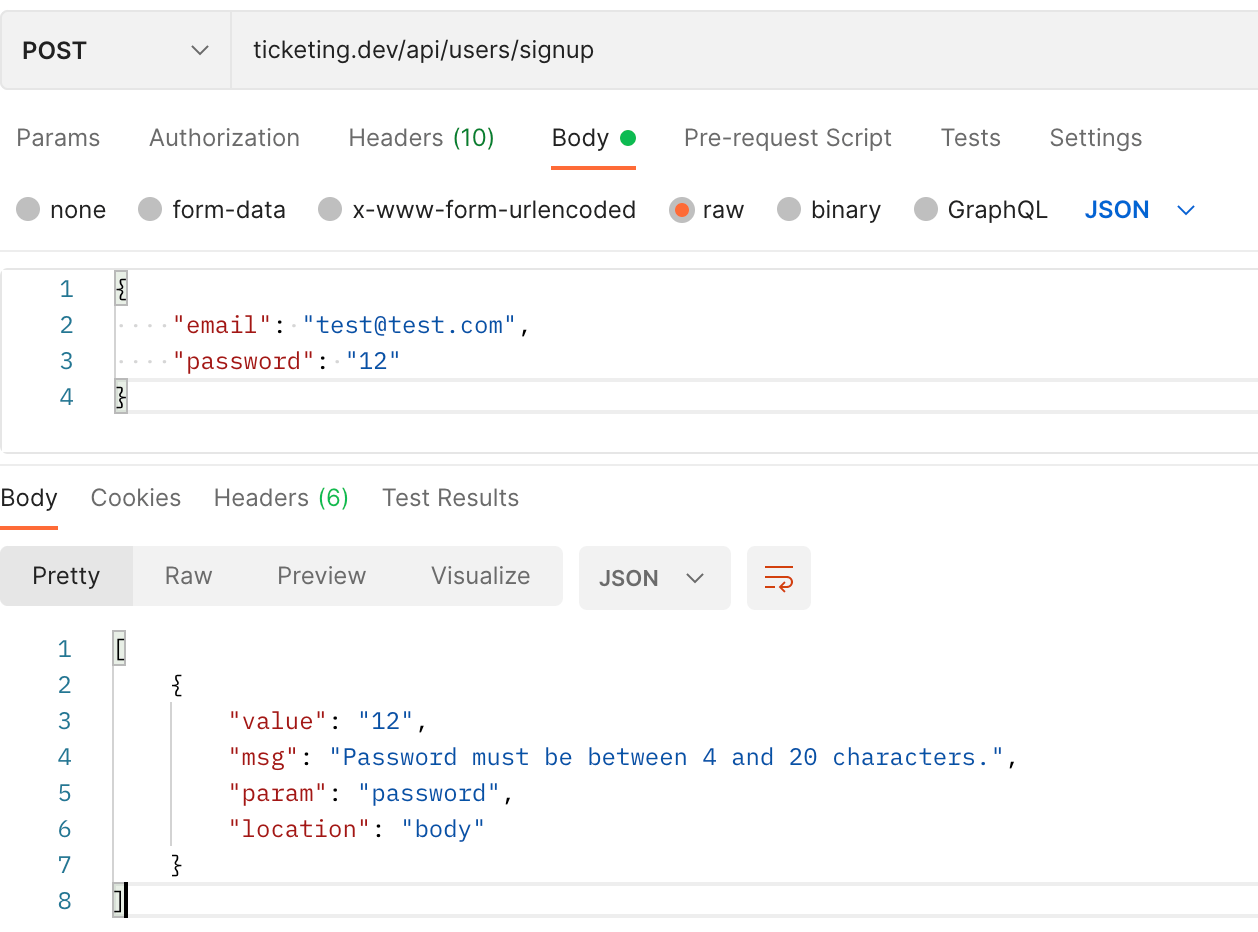 POST ticketing.dev/api/users/signup
Params Authorization Headers (10) Body Pre-request Script Tests Settings
none form-data x-www-form-urlencoded raw binary GraphQL JSON
1 {
2 "email": "test@test.com",
3 "password": "12"
4 }
Body Cookies Headers (6) Test Results
Pretty Raw Preview Visualize JSON
1 [
2 {
3 "value": "12",
4 "msg": "Password must be between 4 and 20 characters.",
5 "param": "password",
6 "location": "body"
7 }
8 ]